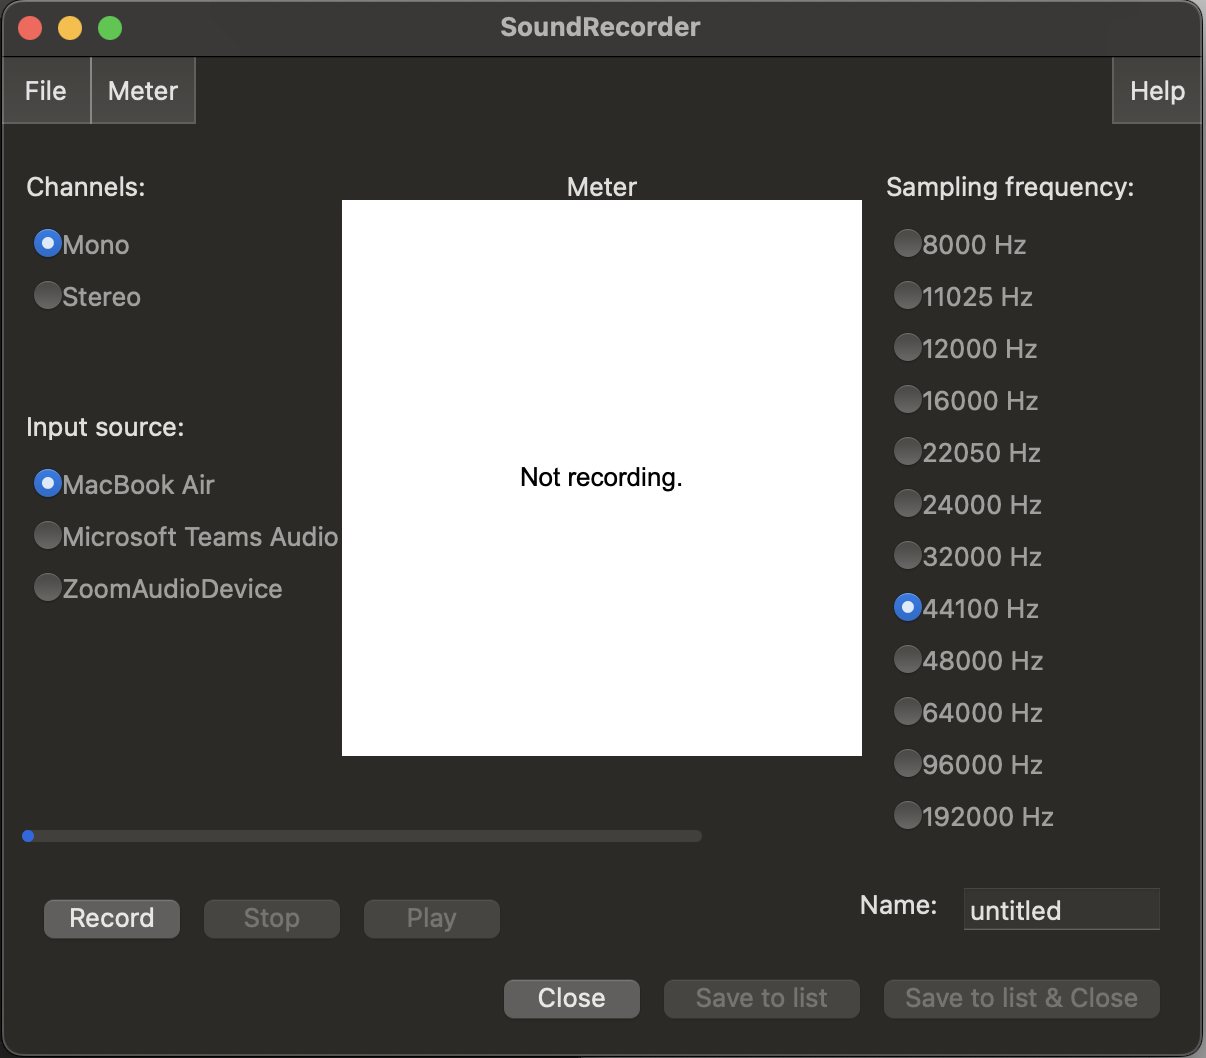 SoundRecorder
File
Meter
Help
Channels:
Mono
Stereo
Input source:
MacBook Air
Microsoft Teams Audio
ZoomAudioDevice
Meter
Not recording.
Sampling frequency:
8000 Hz
11025 Hz
12000 Hz
16000 Hz
22050 Hz
24000 Hz
32000 Hz
44100 Hz
48000 Hz
64000 Hz
96000 Hz
192000 Hz
Record
Stop
Play
Name:
untitled
Close
Save to list
Save to list & Close